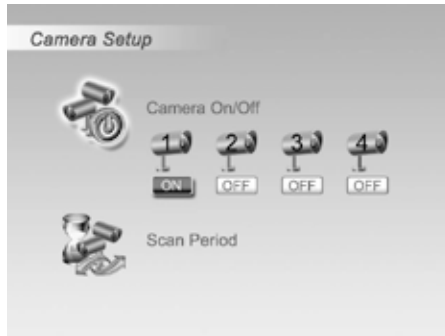 Camera Setup
Camera On/Off
1 2 3 4
ON OFF OFF OFF
Scan Period